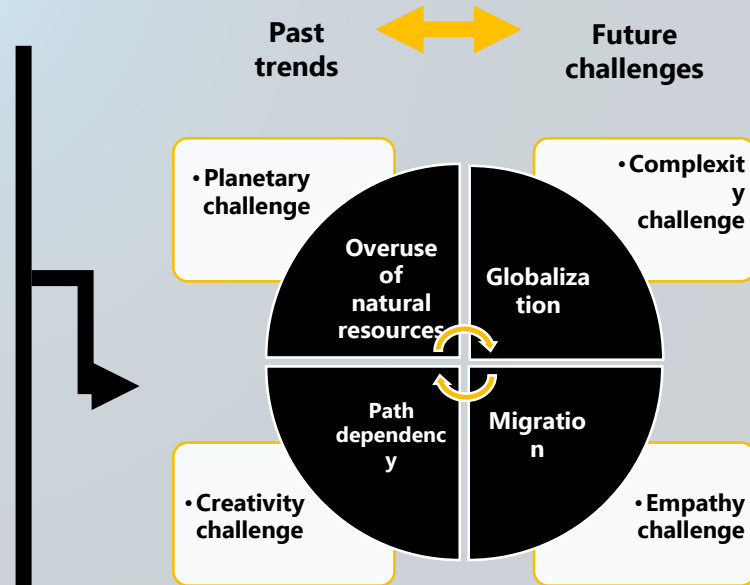 Past
trends
Future
challenges
• Planetary
challenge
• Complexit
y
challenge
Overuse
of
natural
resources
Globaliza
tion
Path
dependenc
y
Migratio
n
• Creativity
challenge
• Empathy
challenge